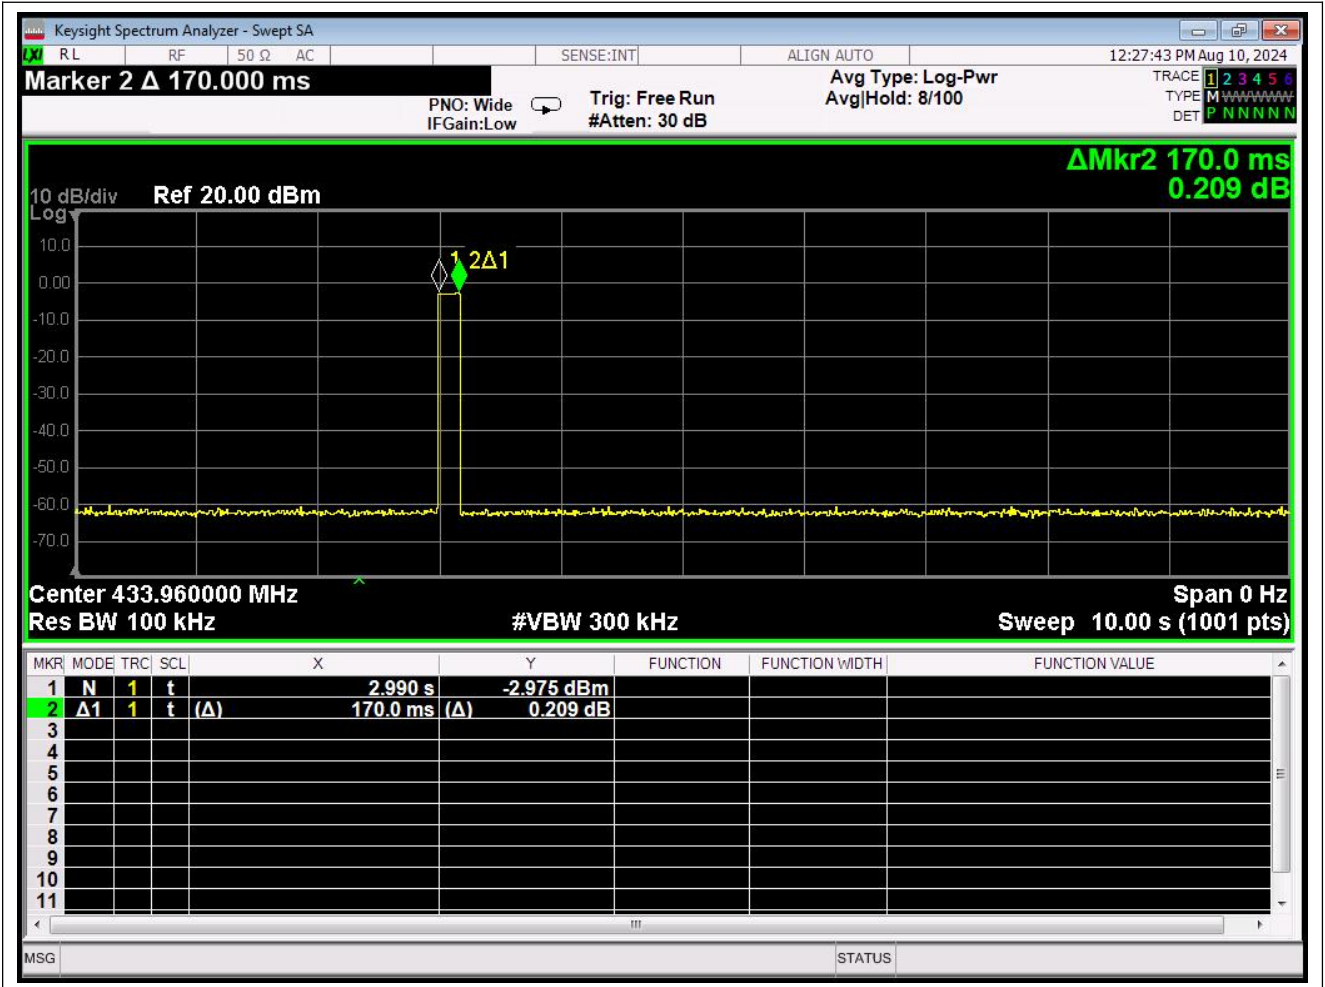 Keysight Spectrum Analyzer - Swept SA
LXI RL RF 50 Ω AC SENSE:INT ALIGN AUTO 12:27:43 PM Aug 10, 2024
Marker 2 Δ 170.000 ms
PNO: Wide
IFGain:Low
Trig: Free Run
#Atten: 30 dB
Avg Type: Log-Pwr
Avg|Hold: 8/100
TRACE 1 2 3 4 5 6
TYPE M W W W W W
DET P N N N N N
ΔMkr2 170.0 ms
0.209 dB
10 dB/div Ref 20.00 dBm
Log
10.0
0.00
-10.0
-20.0
-30.0
-40.0
-50.0
-60.0
-70.0
1 2Δ1
Center 433.960000 MHz Span 0 Hz
Res BW 100 kHz #VBW 300 kHz Sweep 10.00 s (1001 pts)
MKR MODE TRC SCL X Y FUNCTION FUNCTION WIDTH FUNCTION VALUE
1 N 1 t 2.990 s -2.975 dBm
2 Δ1 1 t (Δ) 170.0 ms (Δ) 0.209 dB
3
4
5
6
7
8
9
10
11
MSG STATUS